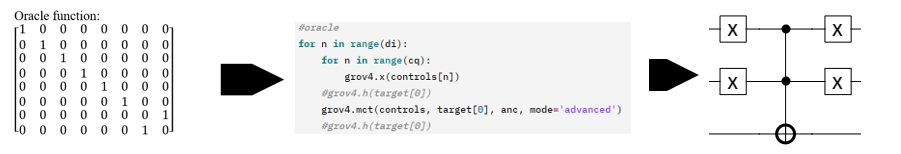 Oracle function:
1 0 0 0 0 0 0 0
0 1 0 0 0 0 0 0
0 0 1 0 0 0 0 0
0 0 0 1 0 0 0 0
0 0 0 0 1 0 0 0
0 0 0 0 0 1 0 0
0 0 0 0 0 0 0 1
0 0 0 0 0 0 1 0
#oracle
for n in range(di):
    for n in range(cq):
        grov4.x(controls[n])
    #grov4.h(target[0])
    grov4.mct(controls, target[0], anc, mode='advanced')
    #grov4.h(target[0])
X X
X X